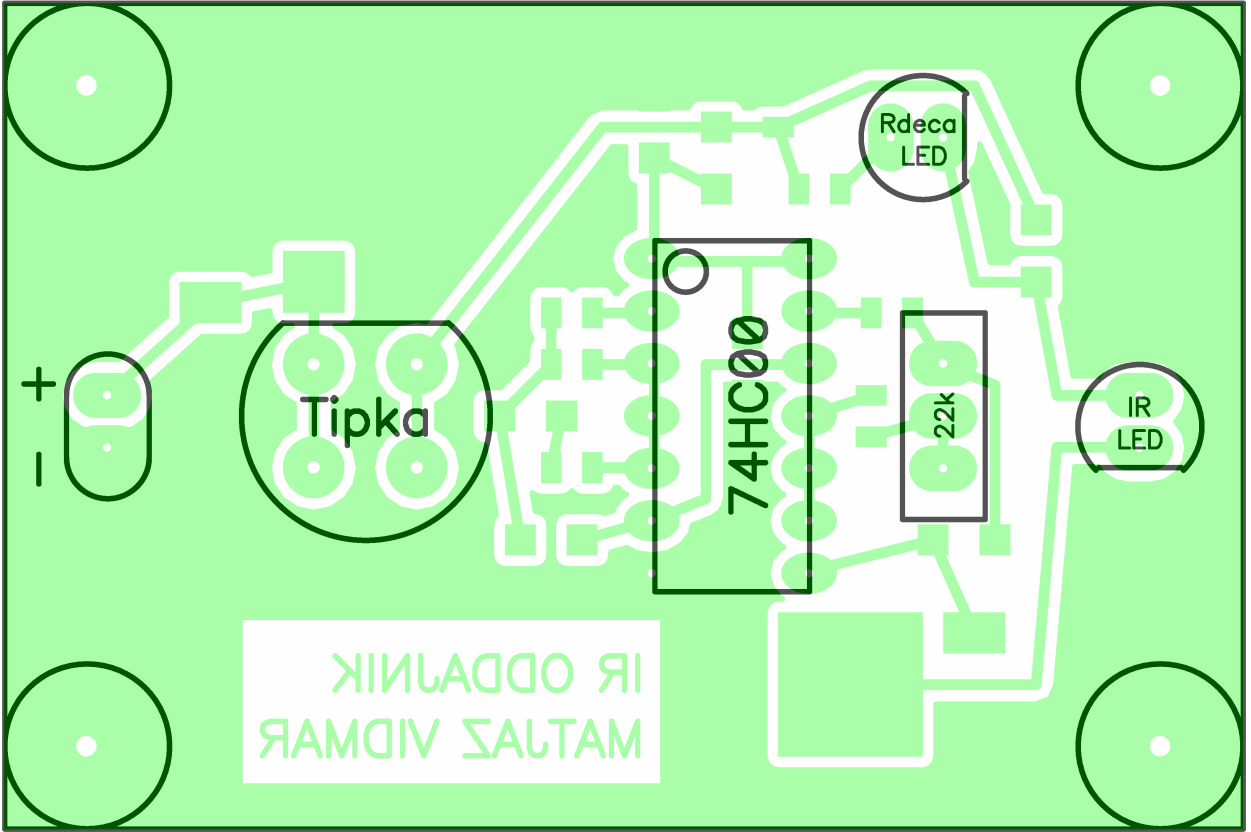 Rdeca
LED
+
Tipka
74HC00
22k
IR
LED
−
IR ODDAJNIK
MATJAZ VIDMAR